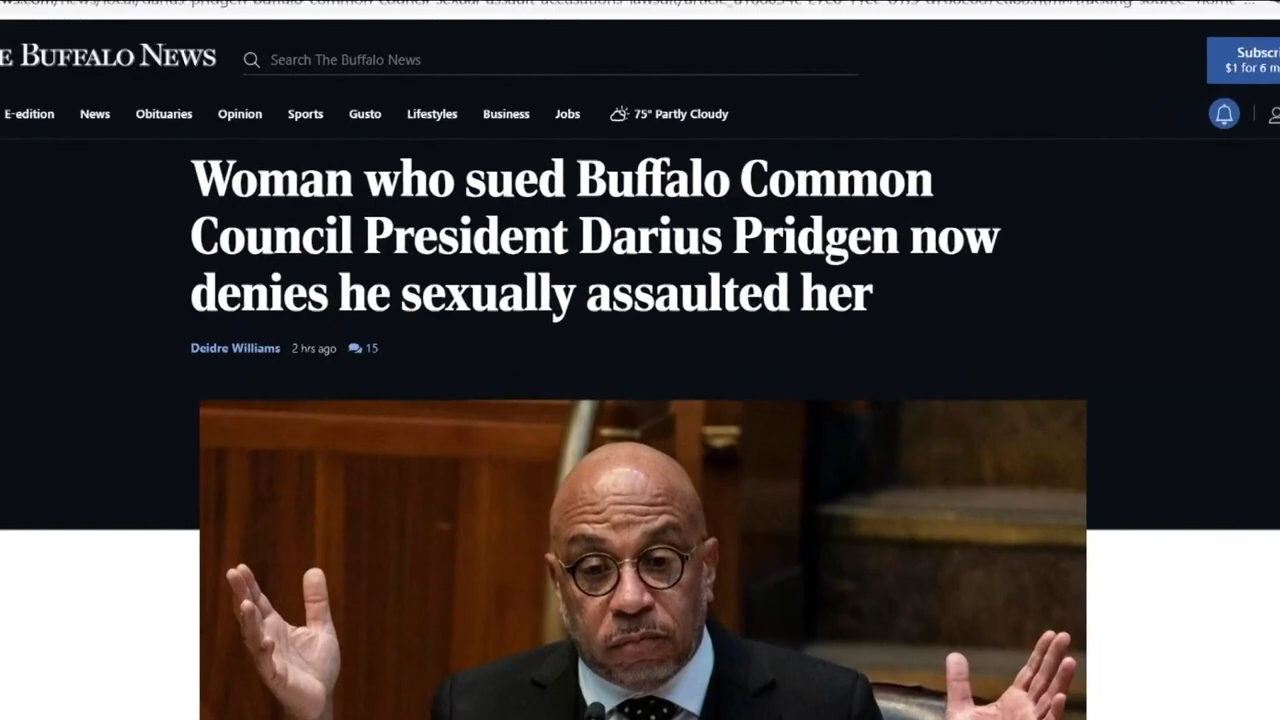 E BUFFALO NEWS
Search The Buffalo News
Subscri
$1 for 6 m
E-edition News Obituaries Opinion Sports Gusto Lifestyles Business Jobs 75° Partly Cloudy
Woman who sued Buffalo Common
Council President Darius Pridgen now
denies he sexually assaulted her
Deidre Williams 2 hrs ago 15